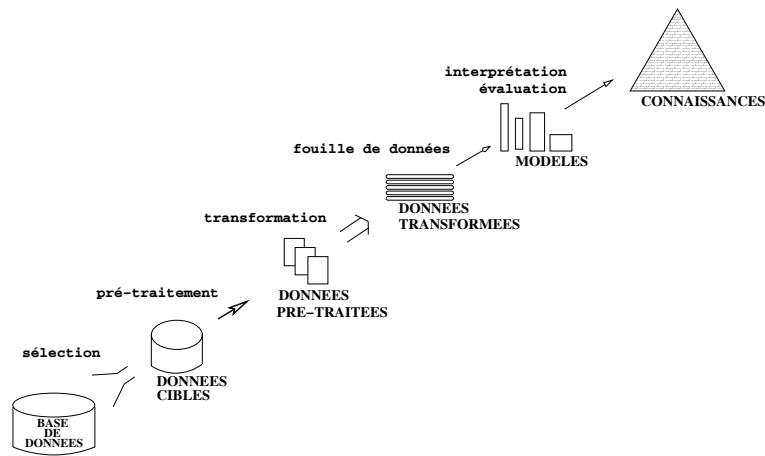 interprétation
évaluation
CONNAISSANCES
fouille de données
MODELES
transformation
DONNEES
TRANSFORMEES
pré-traitement
DONNEES
PRE-TRAITEES
sélection
DONNEES
CIBLES
BASE
DE
DONNEES